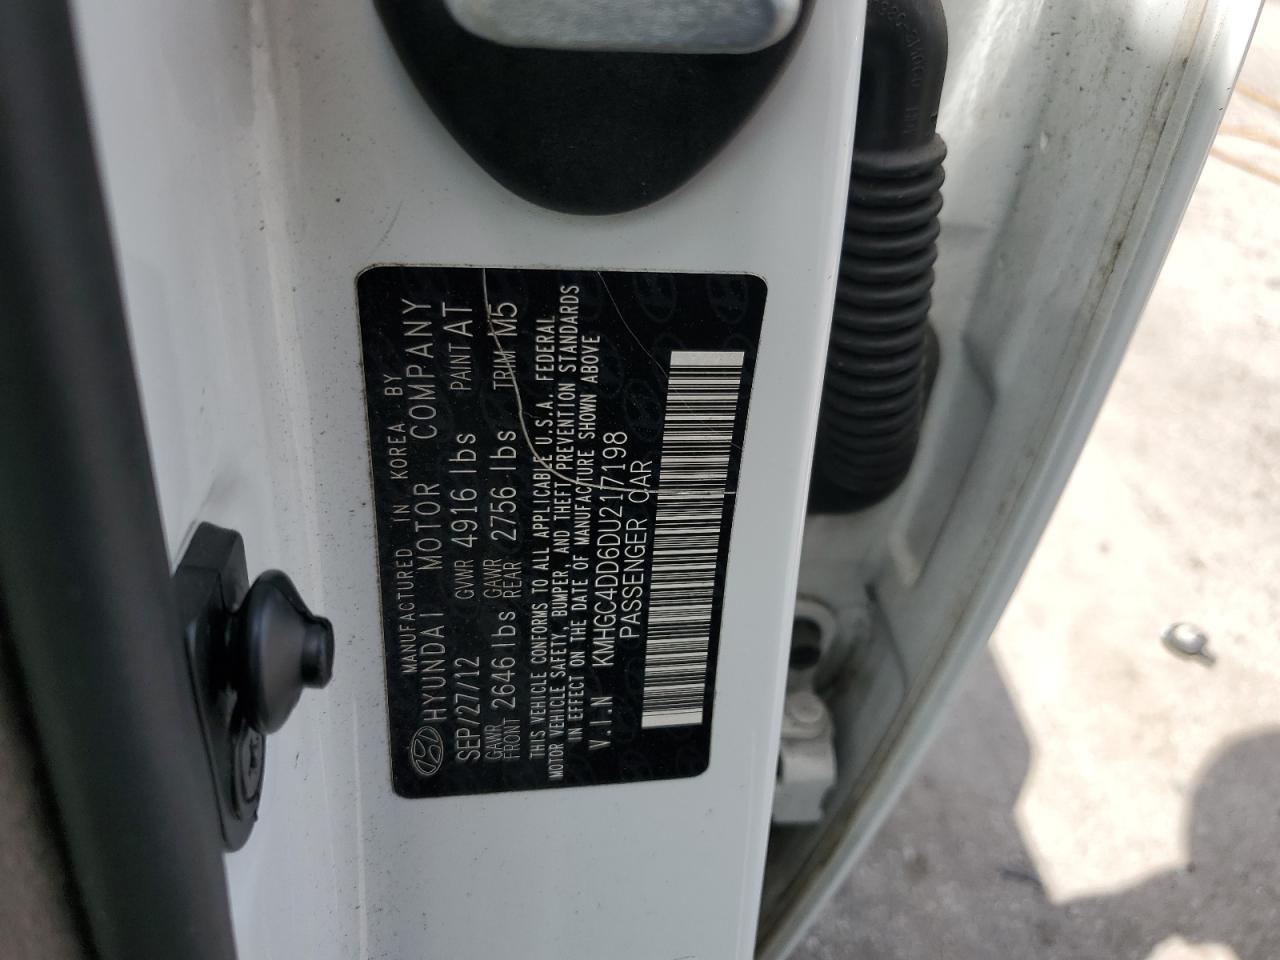 MANUFACTURED IN KOREA BY
HYUNDAI MOTOR COMPANY
SEP/27/12 GVWR 4916 lbs PAINT AT
GAWR FRONT 2646 lbs GAWR REAR 2756 lbs TRIM M5
THIS VEHICLE CONFORMS TO ALL APPLICABLE U.S.A. FEDERAL
MOTOR VEHICLE SAFETY, BUMPER, AND THEFT PREVENTION STANDARDS
IN EFFECT ON THE DATE OF MANUFACTURE SHOWN ABOVE
V.I.N KMHGC4DD6DU217198
PASSENGER CAR